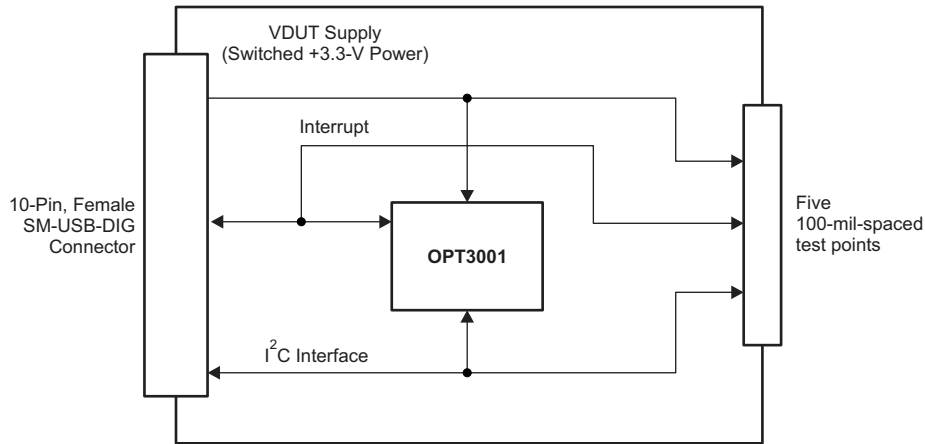 VDUT Supply
(Switched +3.3-V Power)
Interrupt
10-Pin, Female
SM-USB-DIG
Connector
OPT3001
Five
100-mil-spaced
test points
I²C Interface